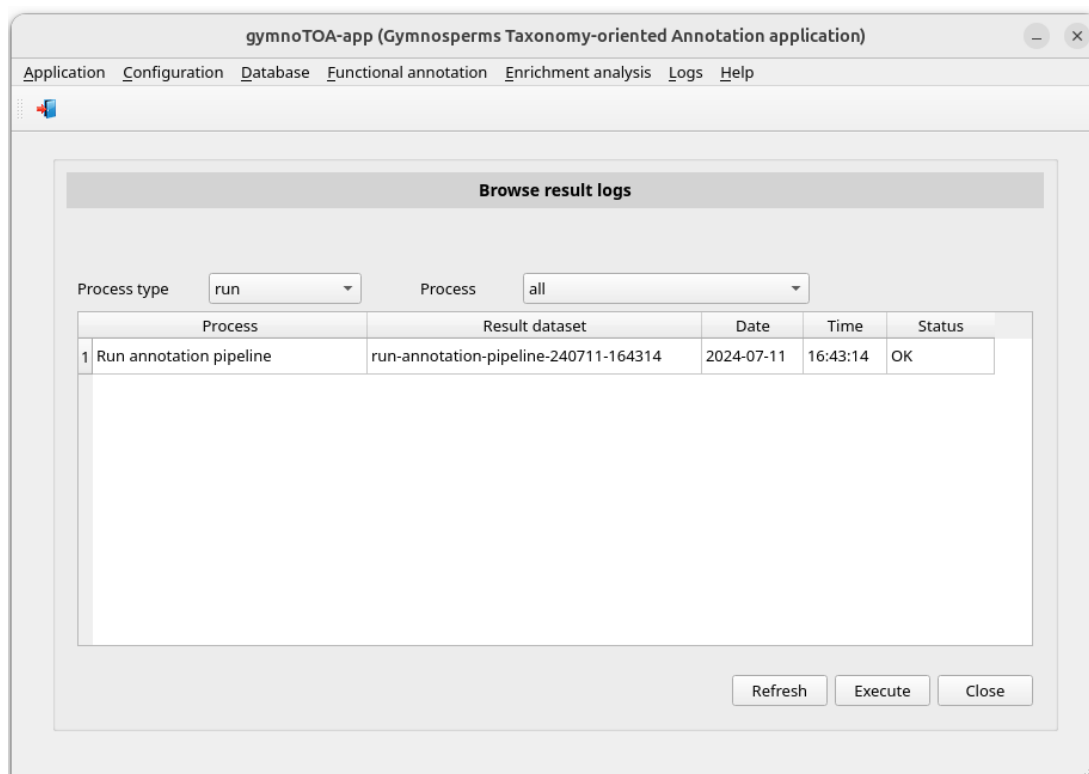 gymnoTOA-app (Gymnosperms Taxonomy-oriented Annotation application)
Application Configuration Database Functional annotation Enrichment analysis Logs Help
Browse result logs
Process type run Process all
Process Result dataset Date Time Status
1 Run annotation pipeline run-annotation-pipeline-240711-164314 2024-07-11 16:43:14 OK
Refresh Execute Close